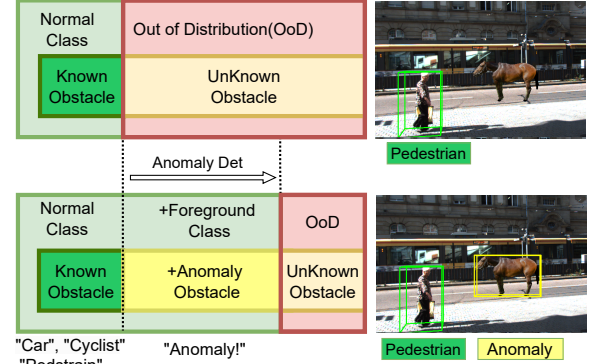 Normal
Class
Out of Distribution(OoD)
Known
Obstacle
UnKnown
Obstacle
Pedestrian
Anomaly Det
Normal
Class
+Foreground
Class
OoD
Known
Obstacle
+Anomaly
Obstacle
UnKnown
Obstacle
"Car", "Cyclist"
"Pedstrain"
"Anomaly!"
Pedestrian
Anomaly